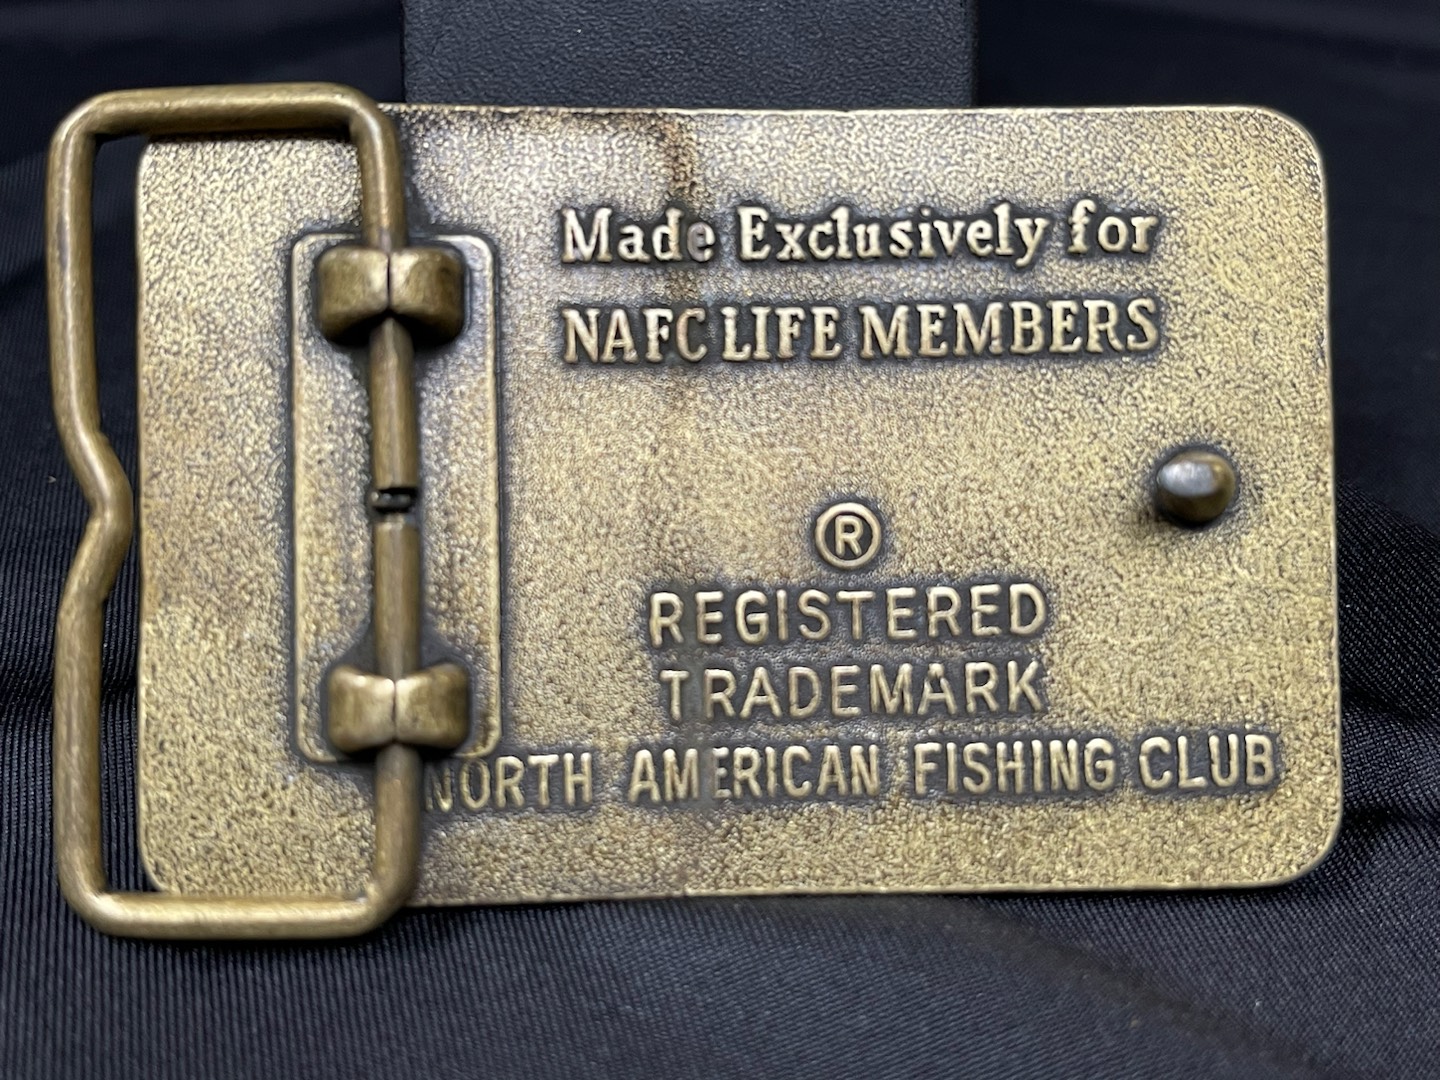 Made Exclusively for
NAFC LIFE MEMBERS
®
REGISTERED
TRADEMARK
NORTH AMERICAN FISHING CLUB